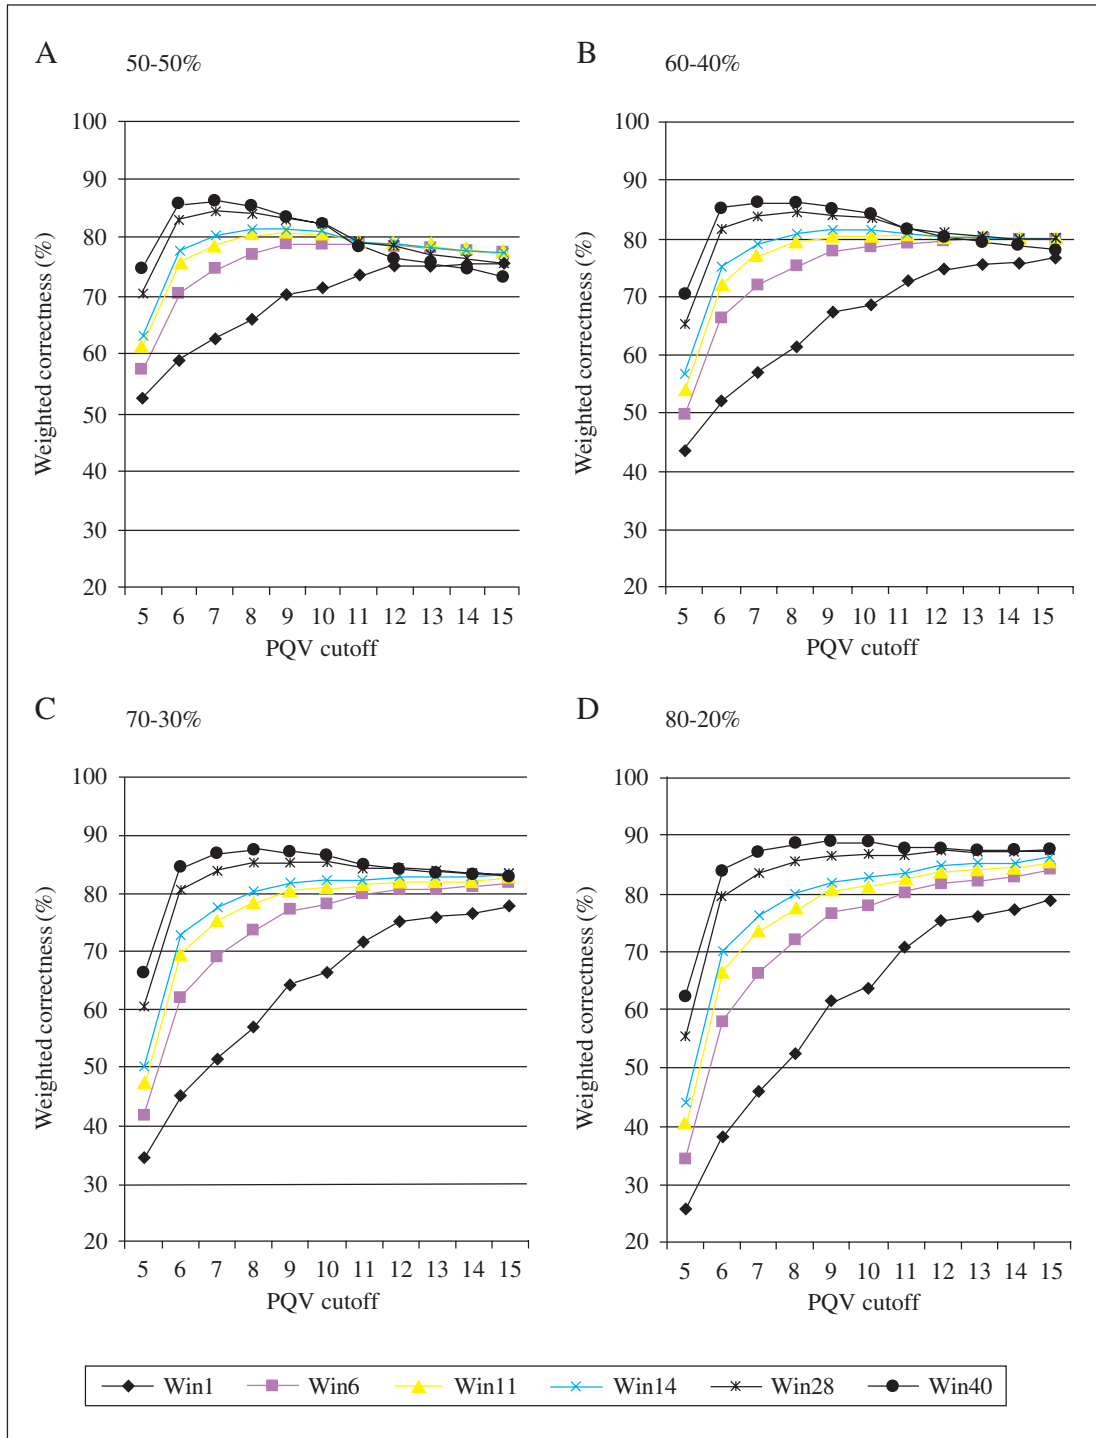 A
50-50%
100
90
80
70
60
50
40
30
20
Weighted correctness (%)
5 6 7 8 9 10 11 12 13 14 15
PQV cutoff
B
60-40%
100
90
80
70
60
50
40
30
20
Weighted correctness (%)
5 6 7 8 9 10 11 12 13 14 15
PQV cutoff
C
70-30%
100
90
80
70
60
50
40
30
20
Weighted correctness (%)
5 6 7 8 9 10 11 12 13 14 15
PQV cutoff
D
80-20%
100
90
80
70
60
50
40
30
20
Weighted correctness (%)
5 6 7 8 9 10 11 12 13 14 15
PQV cutoff
Win1 Win6 Win11 Win14 Win28 Win40